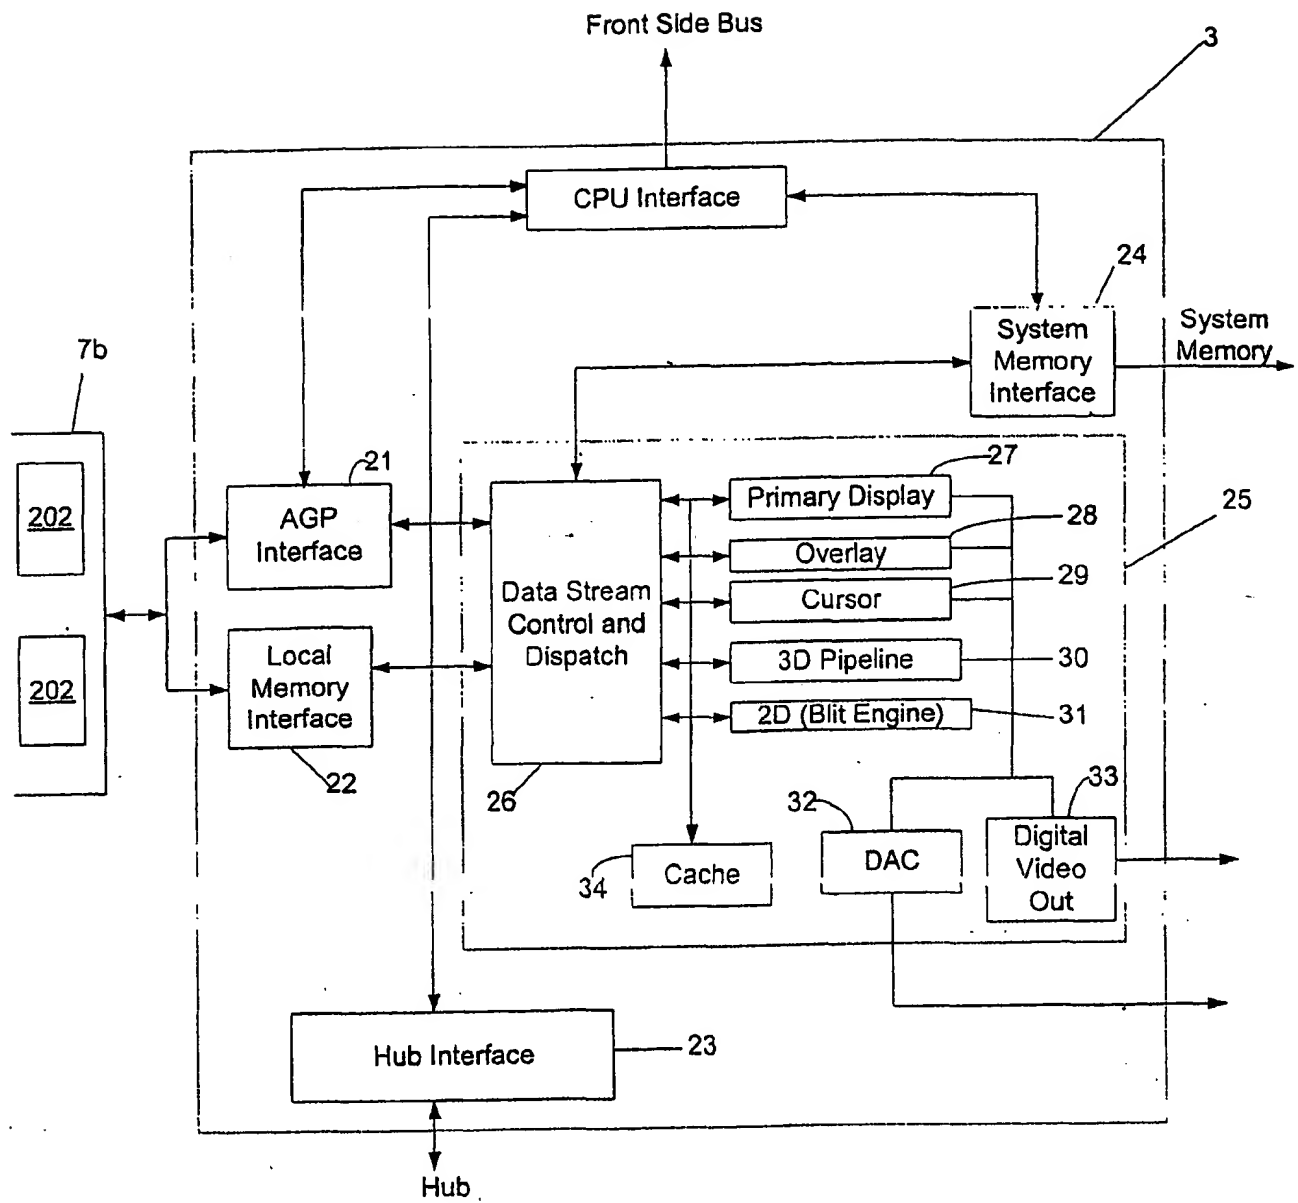 Front Side Bus
3
CPU Interface
24
System
Memory
Interface
System
Memory
7b
202
202
21
AGP
Interface
Local
Memory
Interface
22
Data Stream
Control and
Dispatch
26
27
Primary Display
28
Overlay
29
Cursor
25
3D Pipeline
30
2D (Blit Engine)
31
32
DAC
33
Digital
Video
Out
34
Cache
Hub Interface
23
Hub